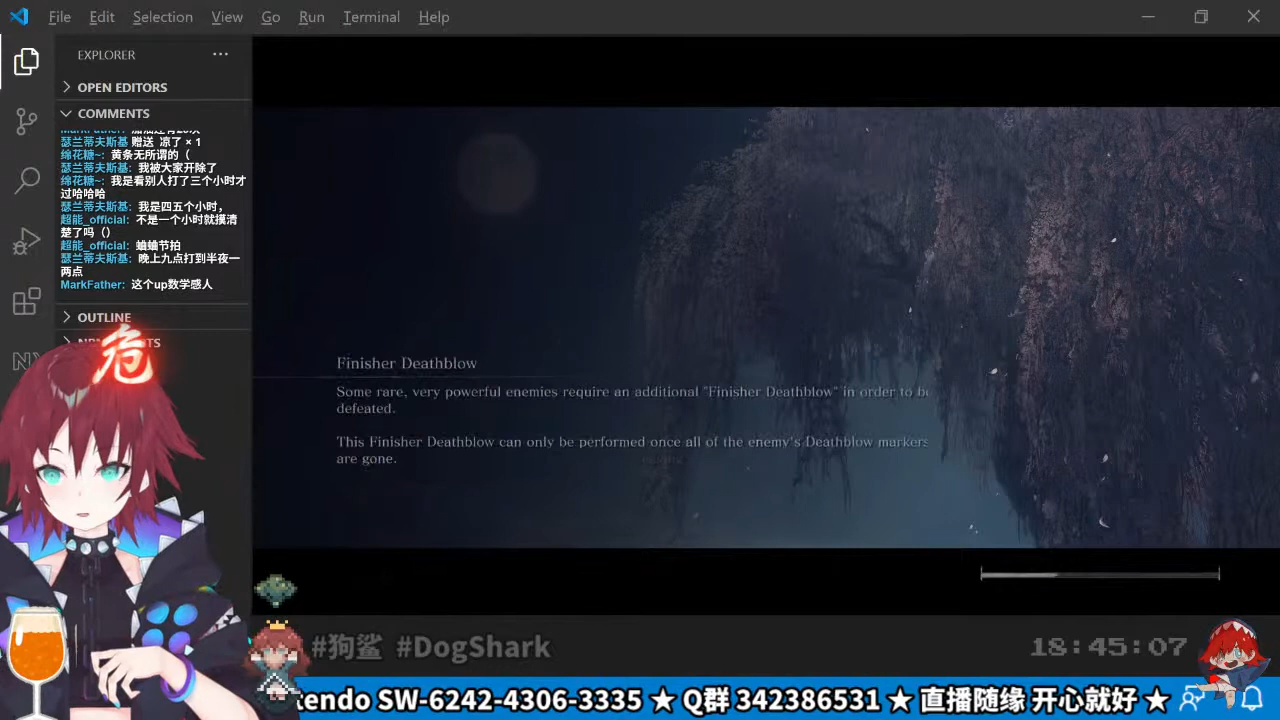 File Edit Selection View Go Run Terminal Help
EXPLORER
OPEN EDITORS
COMMENTS
瑟兰蒂夫斯基 赠送 凉了 × 1
绵花糖~: 黄条无所谓的（
瑟兰蒂夫斯基: 我被大家开除了
绵花糖~: 我是看别人打了三个小时才
过哈哈哈
瑟兰蒂夫斯基: 我是四五个小时，
超能_official: 不是一个小时就摸清
楚了吗（）
超能_official: 蛐蛐节拍
瑟兰蒂夫斯基: 晚上九点打到半夜一
两点
MarkFather: 这个up数学感人
OUTLINE
危
Finisher Deathblow
Some rare, very powerful enemies require an additional "Finisher Deathblow" in order to be
defeated.
This Finisher Deathblow can only be performed once all of the enemy's Deathblow markers
are gone.
#狗鲨 #DogShark
18:45:07
tendo SW-6242-4306-3335 ★ Q群 342386531 ★ 直播随缘 开心就好 ★